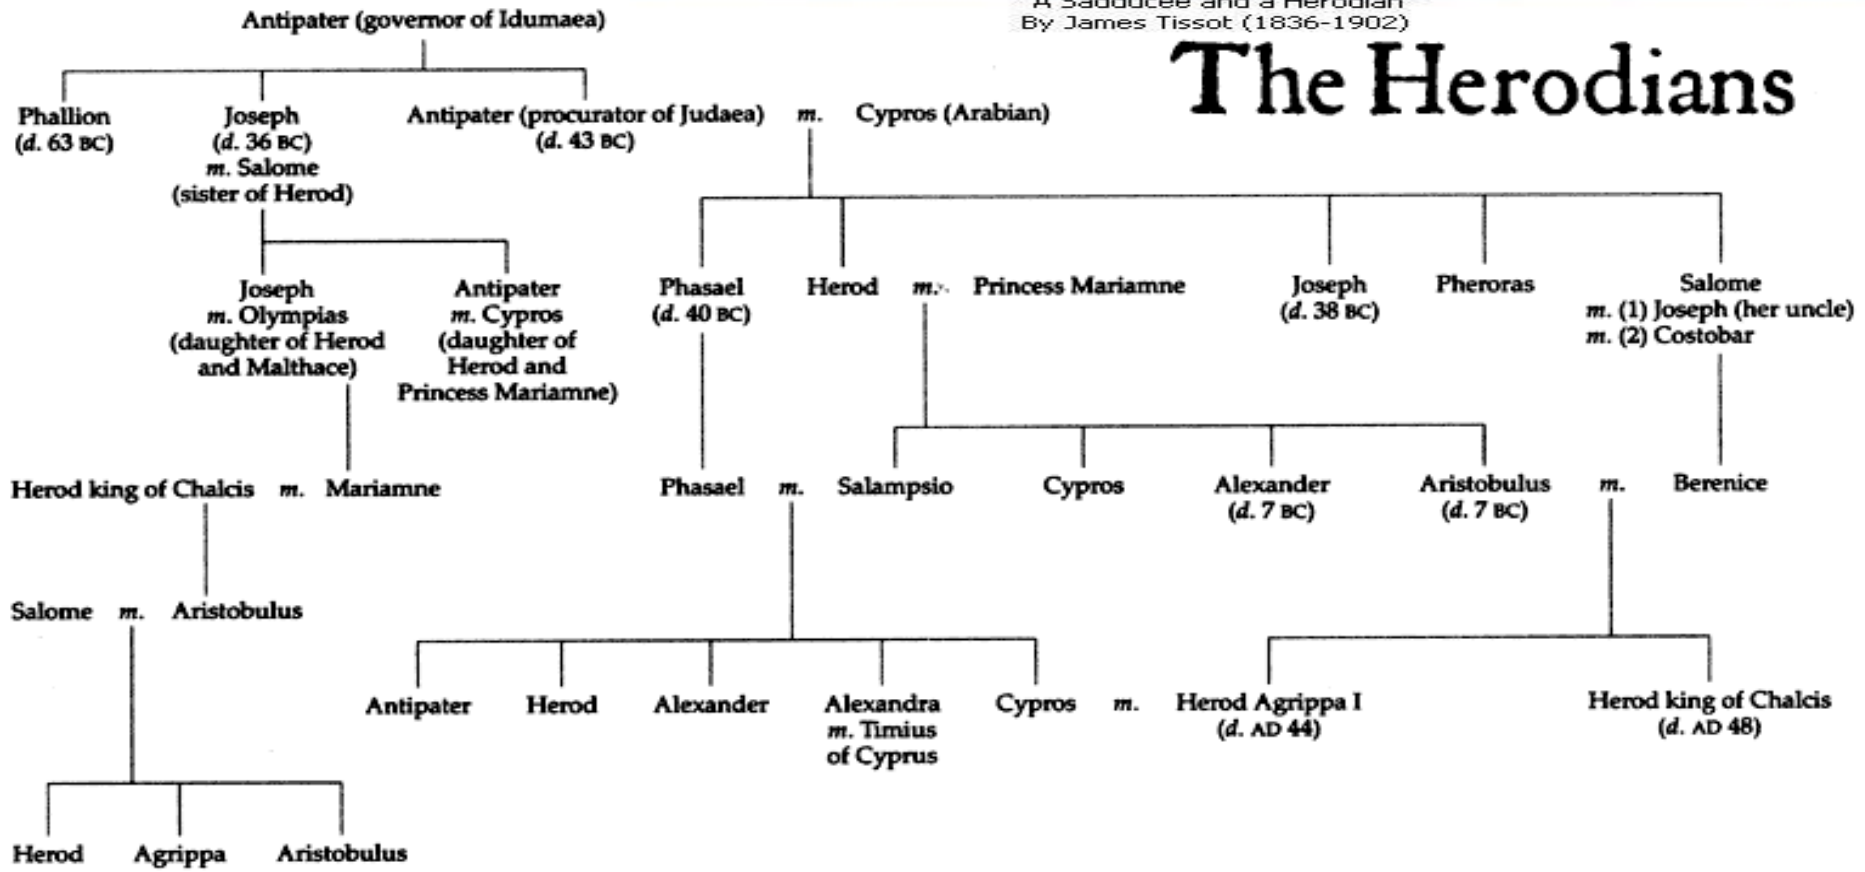 A Sadducee and a Herodian
By James Tissot (1836-1902)
The Herodians
Antipater (governor of Idumaea)
Phallion
(d. 63 BC)
Joseph
(d. 36 BC)
m. Salome
(sister of Herod)
Antipater (procurator of Judaea) m. Cypros (Arabian)
(d. 43 BC)
Joseph
m. Olympias
(daughter of Herod
and Malthace)
Antipater
m. Cypros
(daughter of
Herod and
Princess Mariamne)
Phasael
(d. 40 BC)
Herod m. Princess Mariamne
Joseph
(d. 38 BC)
Pheroras
Salome
m. (1) Joseph (her uncle)
m. (2) Costobar
Herod king of Chalcis m. Mariamne
Phasael m. Salampsio
Cypros
Alexander
(d. 7 BC)
Aristobulus m. Berenice
(d. 7 BC)
Salome m. Aristobulus
Antipater
Herod
Alexander
Alexandra
m. Timius
of Cyprus
Cypros m. Herod Agrippa I
(d. AD 44)
Herod king of Chalcis
(d. AD 48)
Herod
Agrippa
Aristobulus